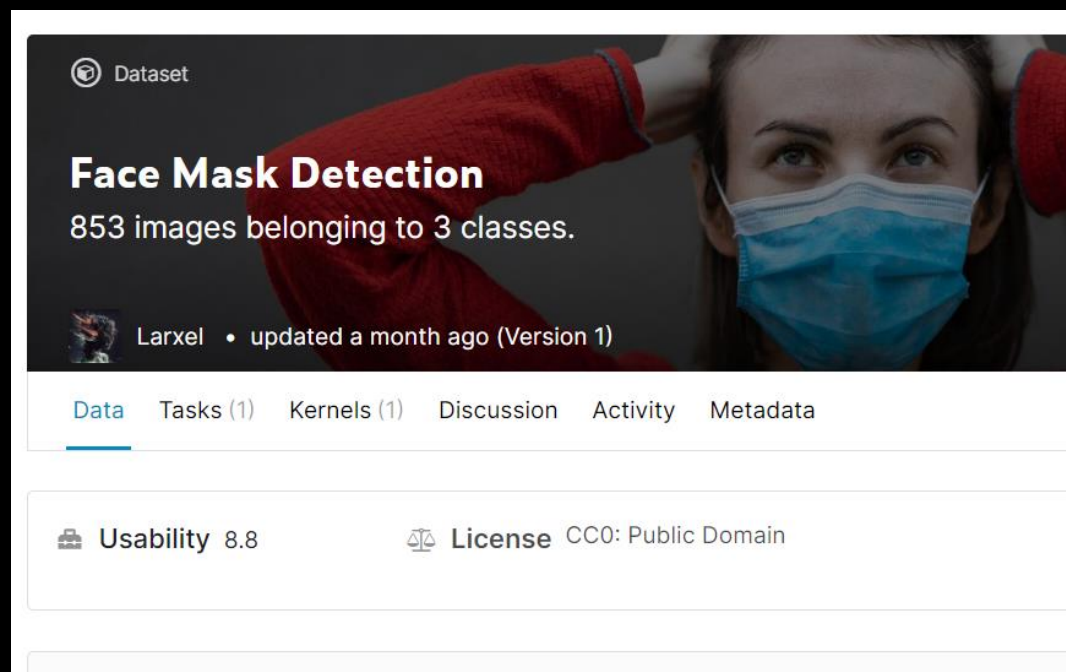 Dataset
Face Mask Detection
853 images belonging to 3 classes.
Larxel • updated a month ago (Version 1)
Data Tasks (1) Kernels (1) Discussion Activity Metadata
Usability 8.8 License CC0: Public Domain